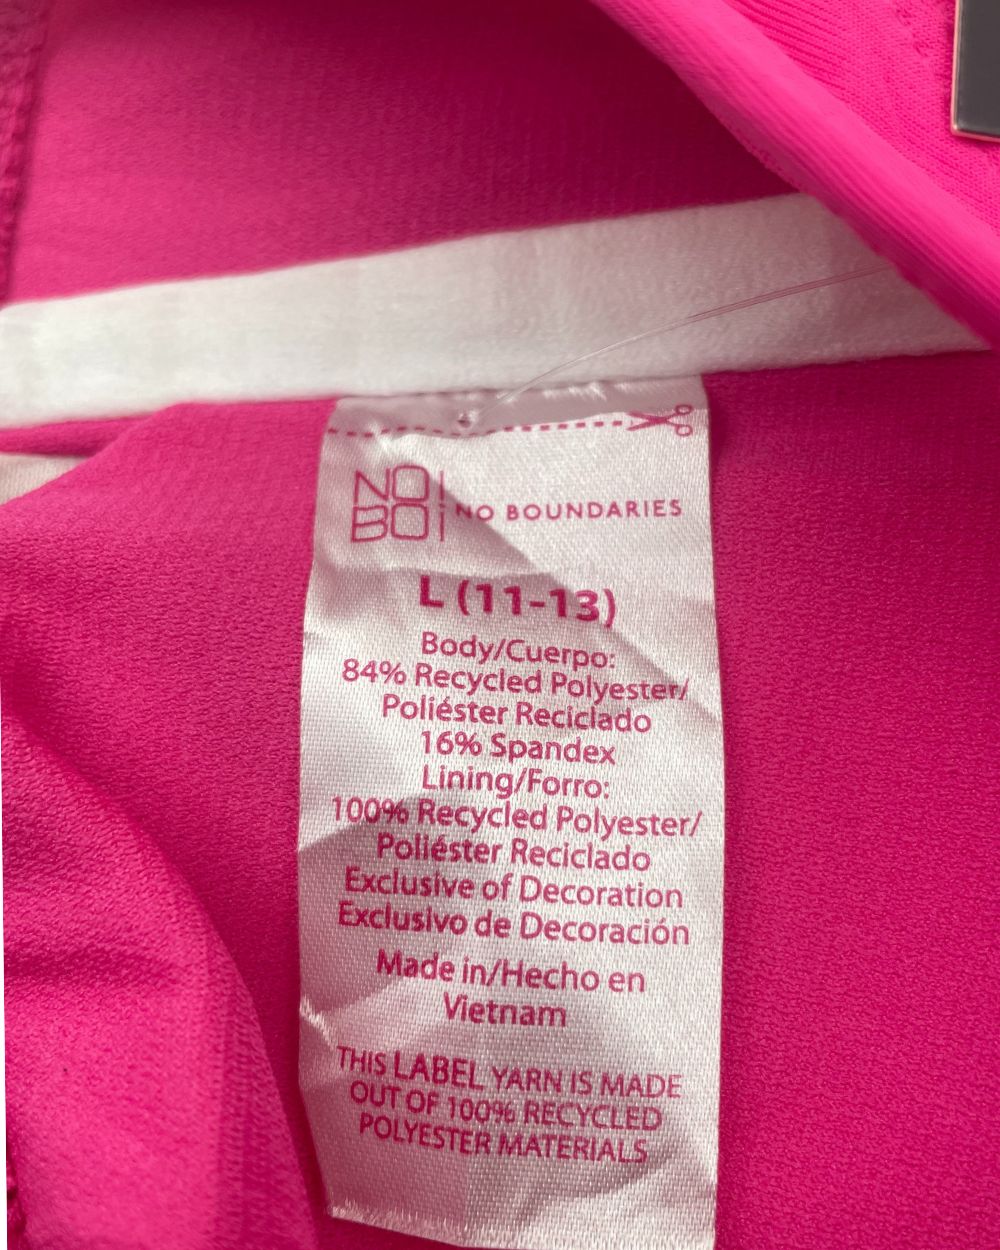 NO
BO
NO BOUNDARIES
L (11-13)
Body/Cuerpo:
84% Recycled Polyester/
Poliéster Reciclado
16% Spandex
Lining/Forro:
100% Recycled Polyester/
Poliéster Reciclado
Exclusive of Decoration
Exclusivo de Decoración
Made in/Hecho en
Vietnam
THIS LABEL YARN IS MADE
OUT OF 100% RECYCLED
POLYESTER MATERIALS